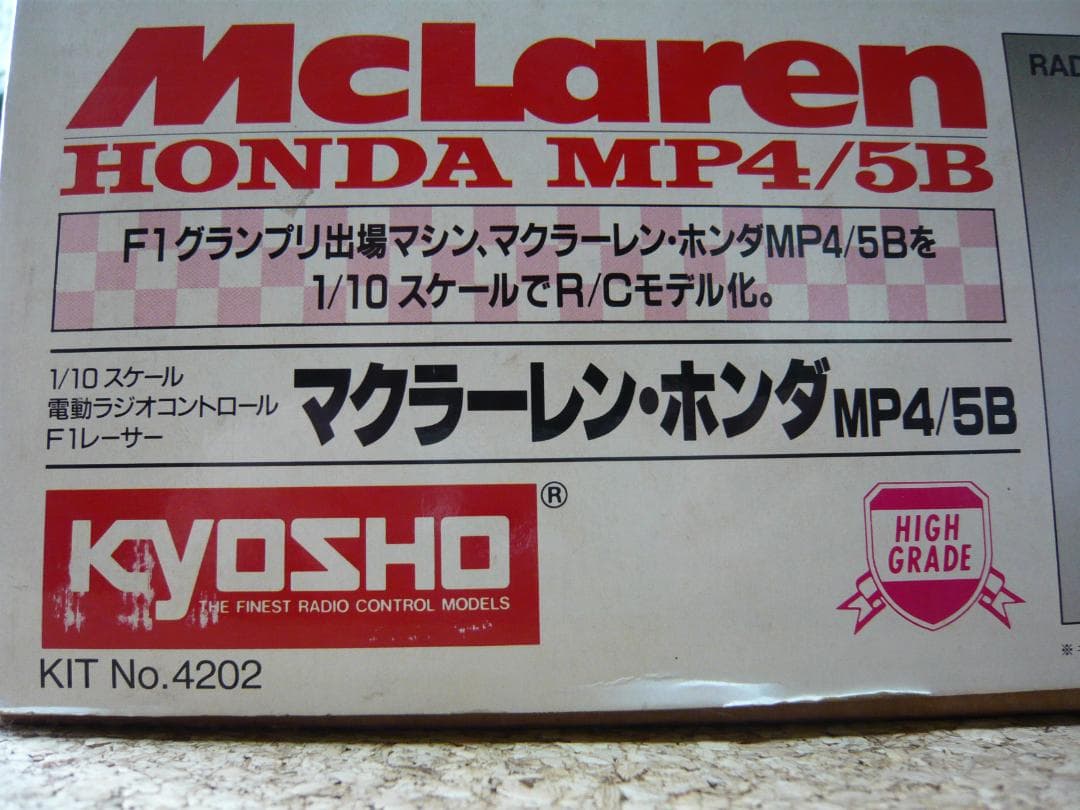 McLaren
HONDA MP4/5B
F1グランプリ出場マシン、マクラーレン・ホンダMP4/5Bを
1/10 スケールでR/Cモデル化。
1/10 スケール
電動ラジオコントロール
F1レーサー
マクラーレン・ホンダ MP4/5B
KYOSHO ®
THE FINEST RADIO CONTROL MODELS
HIGH
GRADE
KIT No.4202
RAD
※